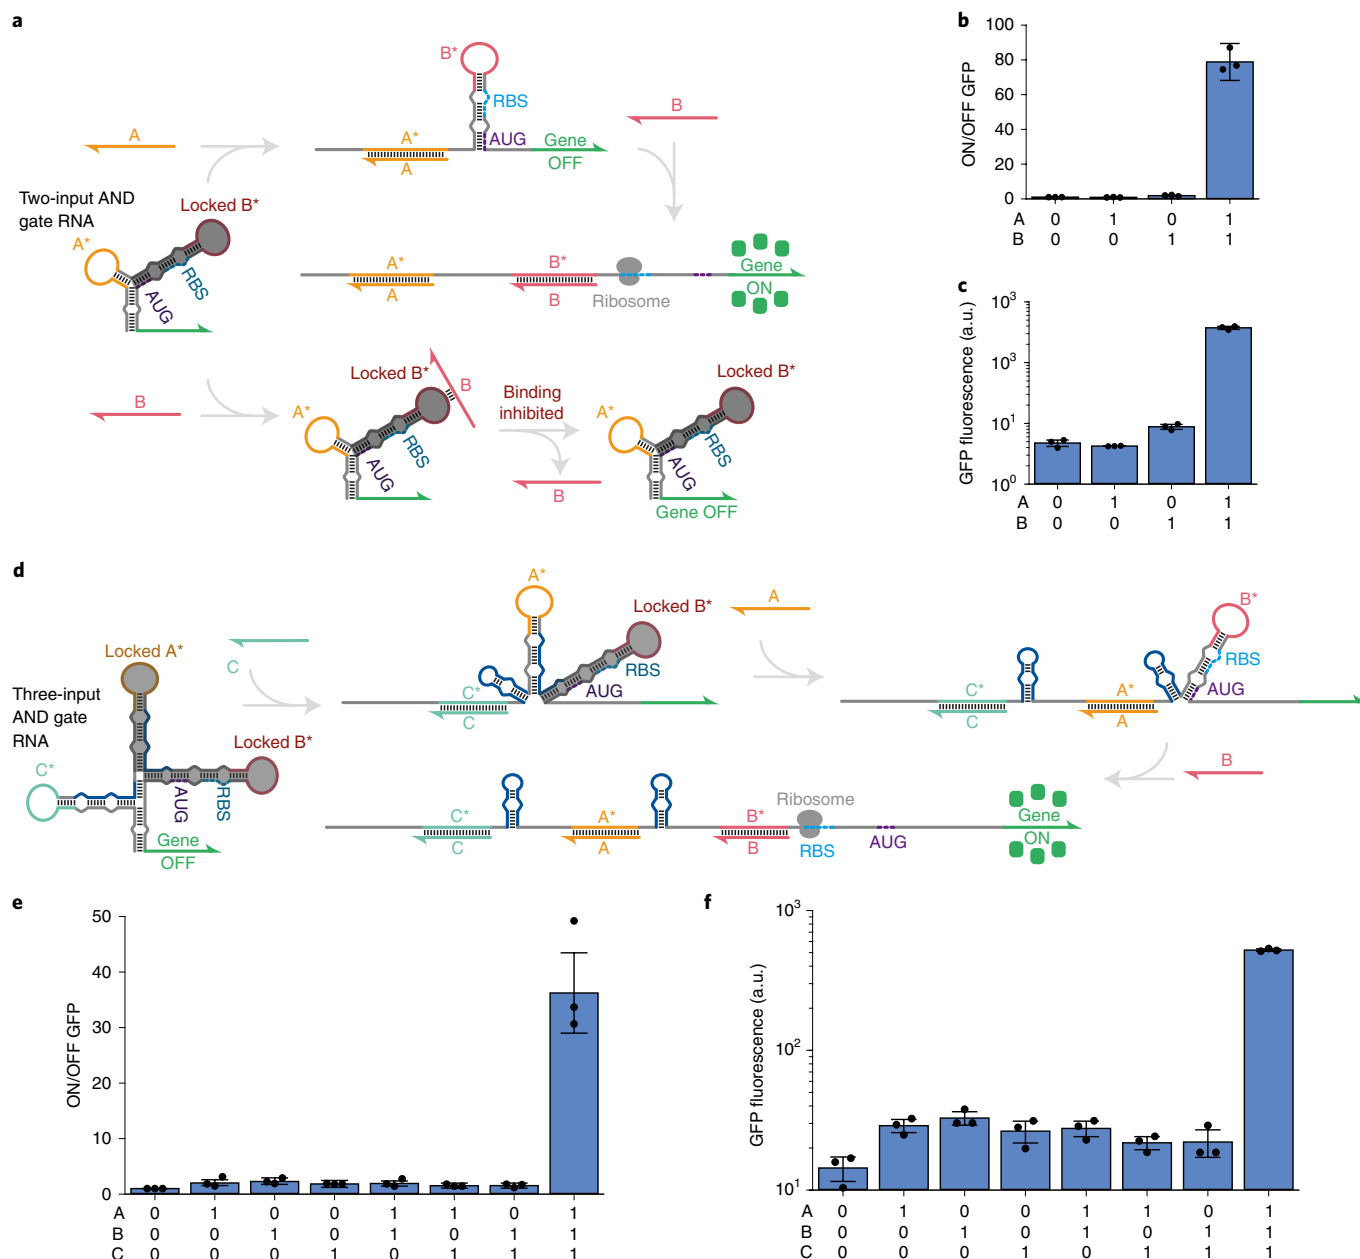 a
A
Two-input AND
gate RNA
Locked B*
A*
RBS
AUG
B*
RBS
A*
A
AUG
Gene
OFF
B
A*
A
B*
B
Ribosome
Gene
ON
B
Locked B*
B
A*
RBS
AUG
Binding
inhibited
B
Locked B*
A*
RBS
AUG
Gene OFF
b
ON/OFF GFP
100
80
60
40
20
0
A 0 1 0 1
B 0 0 1 1
c
GFP fluorescence (a.u.)
10³
10³
10¹
10⁰
A 0 1 0 1
B 0 0 1 1
d
Three-input
AND gate
RNA
Locked A*
Locked B*
C*
AUG
RBS
Gene
OFF
C
A*
Locked B*
RBS
AUG
C*
C
A
B*
RBS
AUG
C*
C
A*
A
B
C*
C
A*
A
B*
B
Ribosome
RBS
AUG
Gene
ON
e
ON/OFF GFP
50
40
30
20
10
0
A 0 1 0 0 1 1 0 1
B 0 0 1 0 1 0 1 1
C 0 0 0 1 0 1 1 1
f
GFP fluorescence (a.u.)
10³
10²
10¹
A 0 1 0 0 1 1 0 1
B 0 0 1 0 1 0 1 1
C 0 0 0 1 0 1 1 1